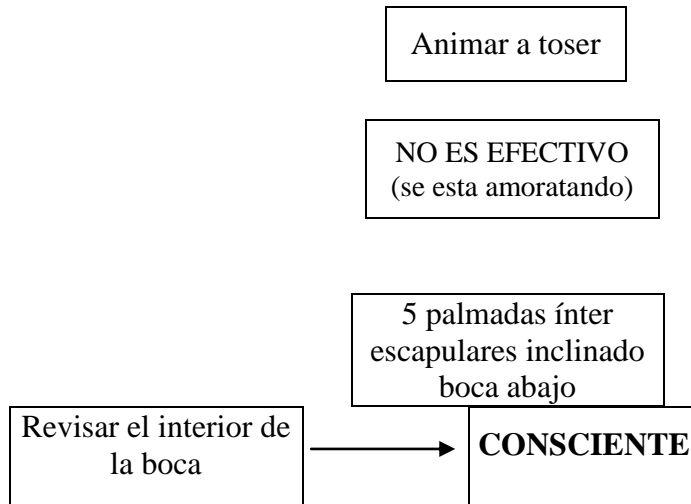 Animar a toser
NO ES EFECTIVO
(se esta amoratando)
5 palmadas ínter
escapulares inclinado
boca abajo
Revisar el interior de
la boca
CONSCIENTE